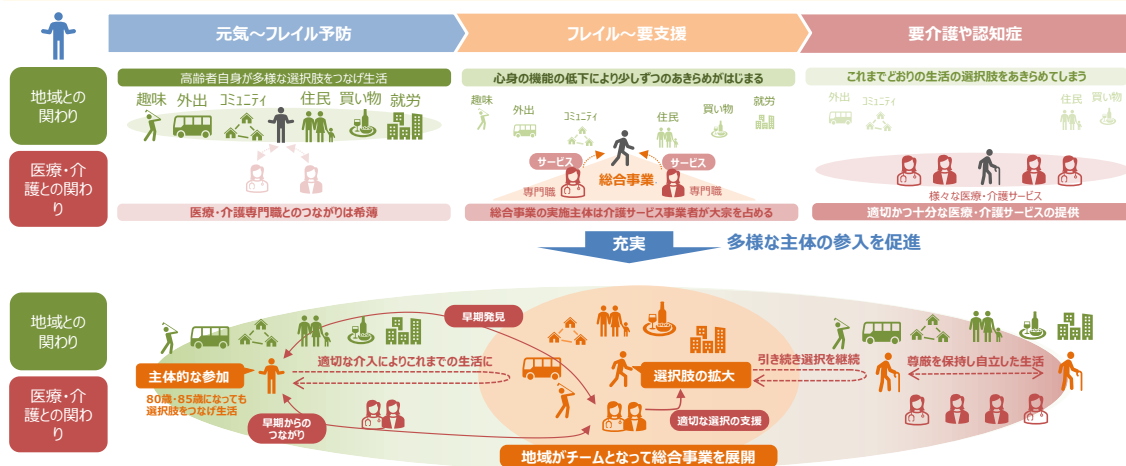 元気～フレイル予防
フレイル～要支援
要介護や認知症
地域との
関わり
高齢者自身が多様な選択肢をつなげ生活
心身の機能の低下により少しずつのあきらめがはじまる
これまでどおりの生活の選択肢をあきらめてしまう
趣味
外出
コミュニティ
住民
買い物
就労
趣味
外出
コミュニティ
住民
買い物
就労
外出
コミュニティ
住民
買い物
医療・介
護との関わ
り
サービス
サービス
総合事業
専門職
専門職
様々な医療・介護サービス
医療・介護専門職とのつながりは希薄
総合事業の実施主体は介護サービス事業者が大宗を占める
適切かつ十分な医療・介護サービスの提供
充実
多様な主体の参入を促進
地域との
関わり
早期発見
適切な介入によりこれまでの生活に
引き続き選択を継続
尊厳を保持し自立した生活
医療・介
護との関わ
り
主体的な参加
選択肢の拡大
80歳・85歳になっても
選択肢をつなげ生活
早期からの
つながり
適切な選択の支援
地域がチームとなって総合事業を展開